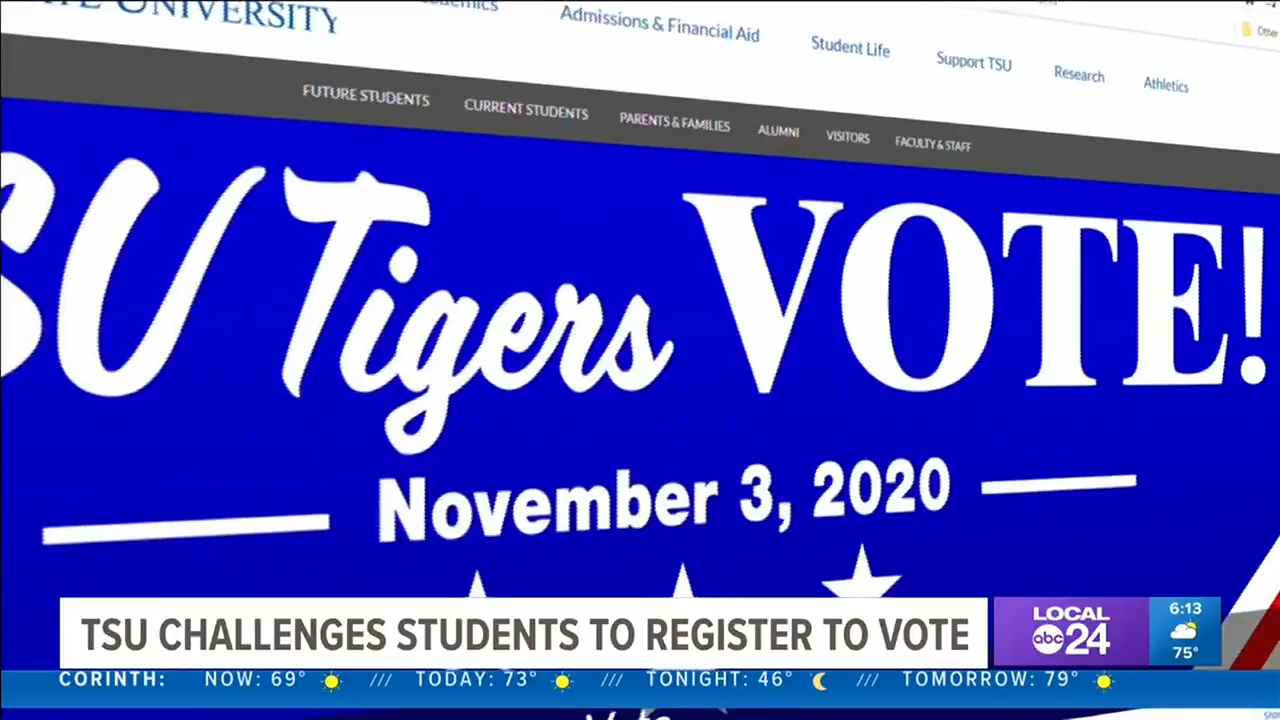 UNIVERSITY
Admissions & Financial Aid Student Life Support TSU Research Athletics
Other
FUTURE STUDENTS CURRENT STUDENTS PARENTS & FAMILIES ALUMNI VISITORS FACULTY & STAFF
SU Tigers VOTE!
November 3, 2020
TSU CHALLENGES STUDENTS TO REGISTER TO VOTE
LOCAL
abc 24
6:13
75°
CORINTH: NOW: 69° /// TODAY: 73° /// TONIGHT: 46° /// TOMORROW: 79°